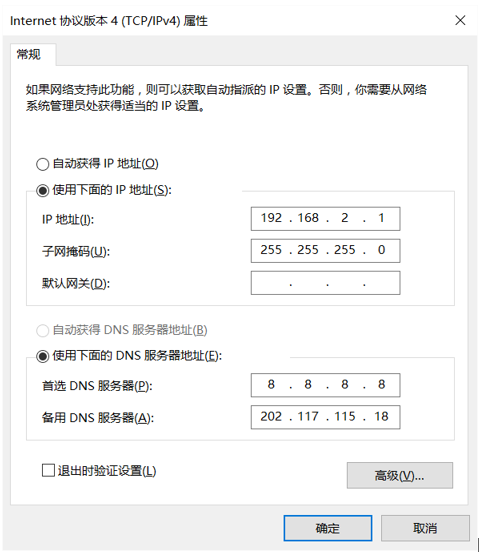 Internet 协议版本 4 (TCP/IPv4) 属性
常规
如果网络支持此功能，则可以获取自动指派的 IP 设置。否则，你需要从网络
系统管理员处获得适当的 IP 设置。
自动获得 IP 地址(O)
使用下面的 IP 地址(S):
IP 地址(I): 192 . 168 . 2 . 1
子网掩码(U): 255 . 255 . 255 . 0
默认网关(D): . . .
自动获得 DNS 服务器地址(B)
使用下面的 DNS 服务器地址(E):
首选 DNS 服务器(P): 8 . 8 . 8 . 8
备用 DNS 服务器(A): 202 . 117 . 115 . 18
退出时验证设置(L)
高级(V)...
确定 取消